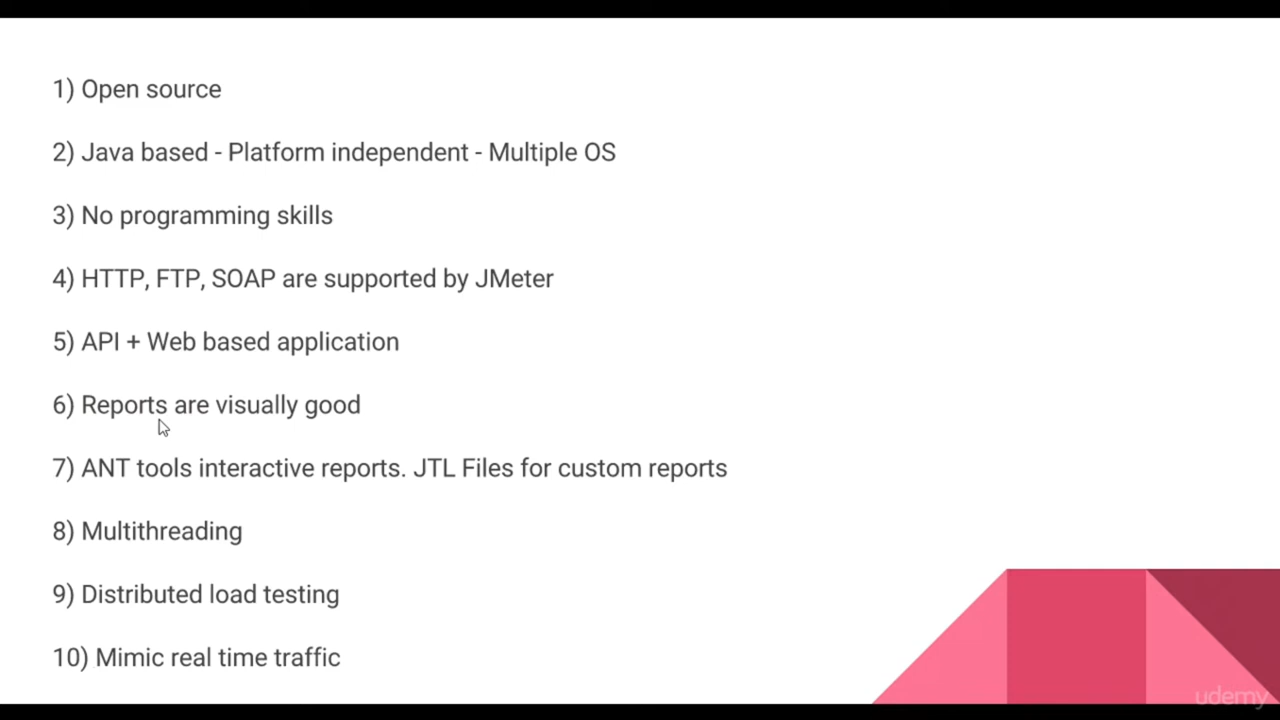 1) Open source
2) Java based - Platform independent - Multiple OS
3) No programming skills
4) HTTP, FTP, SOAP are supported by JMeter
5) API + Web based application
6) Reports are visually good
7) ANT tools interactive reports. JTL Files for custom reports
8) Multithreading
9) Distributed load testing
10) Mimic real time traffic
udemy